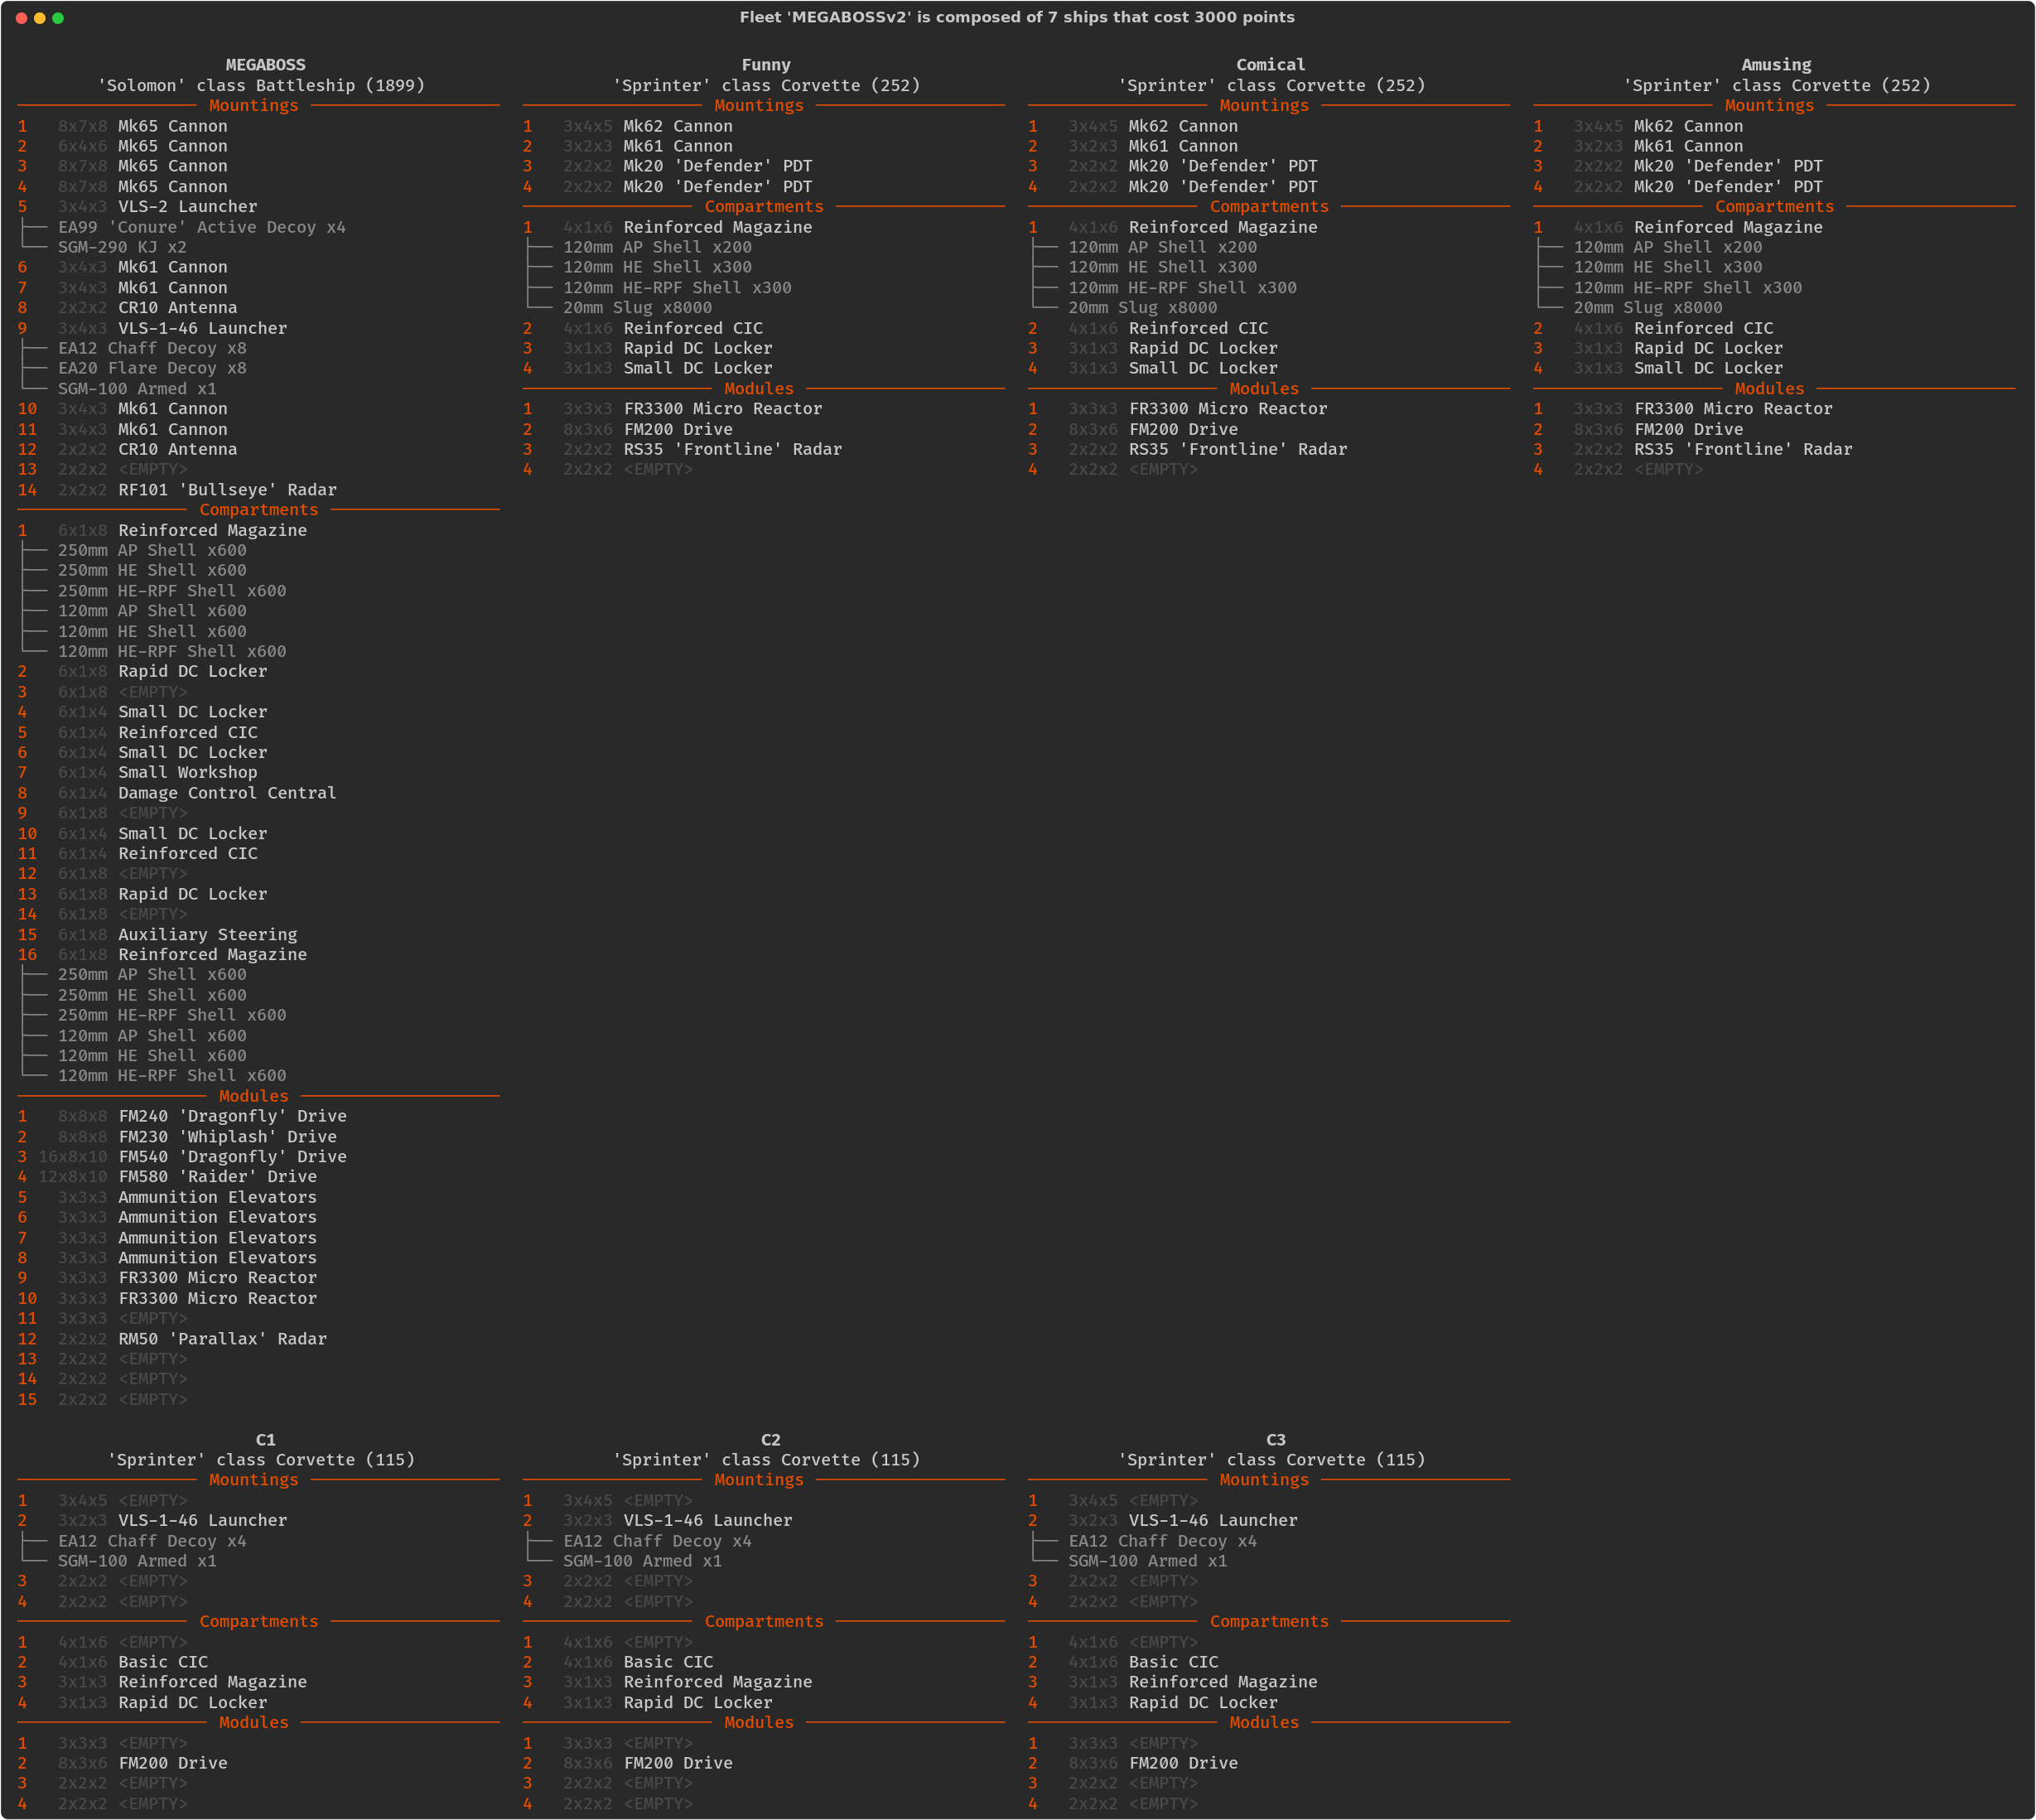 Fleet 'MEGABOSSv2' is composed of 7 ships that cost 3000 points
MEGABOSS
'Solomon' class Battleship (1899)
Mountings
1 8x7x8 Mk65 Cannon
2 6x4x6 Mk65 Cannon
3 8x7x8 Mk65 Cannon
4 8x7x8 Mk65 Cannon
5 3x4x3 VLS-2 Launcher
EA99 'Conure' Active Decoy x4
SGM-290 KJ x2
6 3x4x3 Mk61 Cannon
7 3x4x3 Mk61 Cannon
8 2x2x2 CR10 Antenna
9 3x4x3 VLS-1-46 Launcher
EA12 Chaff Decoy x8
EA20 Flare Decoy x8
SGM-100 Armed x1
10 3x4x3 Mk61 Cannon
11 3x4x3 Mk61 Cannon
12 2x2x2 CR10 Antenna
13 2x2x2 <EMPTY>
14 2x2x2 RF101 'Bullseye' Radar
Compartments
1 6x1x8 Reinforced Magazine
250mm AP Shell x600
250mm HE Shell x600
250mm HE-RPF Shell x600
120mm AP Shell x600
120mm HE Shell x600
120mm HE-RPF Shell x600
2 6x1x8 Rapid DC Locker
3 6x1x8 <EMPTY>
4 6x1x4 Small DC Locker
5 6x1x4 Reinforced CIC
6 6x1x4 Small DC Locker
7 6x1x4 Small Workshop
8 6x1x4 Damage Control Central
9 6x1x8 <EMPTY>
10 6x1x4 Small DC Locker
11 6x1x4 Reinforced CIC
12 6x1x8 <EMPTY>
13 6x1x8 Rapid DC Locker
14 6x1x8 <EMPTY>
15 6x1x8 Auxiliary Steering
16 6x1x8 Reinforced Magazine
250mm AP Shell x600
250mm HE Shell x600
250mm HE-RPF Shell x600
120mm AP Shell x600
120mm HE Shell x600
120mm HE-RPF Shell x600
Modules
1 8x8x8 FM240 'Dragonfly' Drive
2 8x8x8 FM230 'Whiplash' Drive
3 16x8x10 FM540 'Dragonfly' Drive
4 12x8x10 FM580 'Raider' Drive
5 3x3x3 Ammunition Elevators
6 3x3x3 Ammunition Elevators
7 3x3x3 Ammunition Elevators
8 3x3x3 Ammunition Elevators
9 3x3x3 FR3300 Micro Reactor
10 3x3x3 FR3300 Micro Reactor
11 3x3x3 <EMPTY>
12 2x2x2 RM50 'Parallax' Radar
13 2x2x2 <EMPTY>
14 2x2x2 <EMPTY>
15 2x2x2 <EMPTY>
Funny
'Sprinter' class Corvette (252)
Mountings
1 3x4x5 Mk62 Cannon
2 3x2x3 Mk61 Cannon
3 2x2x2 Mk20 'Defender' PDT
4 2x2x2 Mk20 'Defender' PDT
Compartments
1 4x1x6 Reinforced Magazine
120mm AP Shell x200
120mm HE Shell x300
120mm HE-RPF Shell x300
20mm Slug x8000
2 4x1x6 Reinforced CIC
3 3x1x3 Rapid DC Locker
4 3x1x3 Small DC Locker
Modules
1 3x3x3 FR3300 Micro Reactor
2 8x3x6 FM200 Drive
3 2x2x2 RS35 'Frontline' Radar
4 2x2x2 <EMPTY>
Comical
'Sprinter' class Corvette (252)
Mountings
1 3x4x5 Mk62 Cannon
2 3x2x3 Mk61 Cannon
3 2x2x2 Mk20 'Defender' PDT
4 2x2x2 Mk20 'Defender' PDT
Compartments
1 4x1x6 Reinforced Magazine
120mm AP Shell x200
120mm HE Shell x300
120mm HE-RPF Shell x300
20mm Slug x8000
2 4x1x6 Reinforced CIC
3 3x1x3 Rapid DC Locker
4 3x1x3 Small DC Locker
Modules
1 3x3x3 FR3300 Micro Reactor
2 8x3x6 FM200 Drive
3 2x2x2 RS35 'Frontline' Radar
4 2x2x2 <EMPTY>
Amusing
'Sprinter' class Corvette (252)
Mountings
1 3x4x5 Mk62 Cannon
2 3x2x3 Mk61 Cannon
3 2x2x2 Mk20 'Defender' PDT
4 2x2x2 Mk20 'Defender' PDT
Compartments
1 4x1x6 Reinforced Magazine
120mm AP Shell x200
120mm HE Shell x300
120mm HE-RPF Shell x300
20mm Slug x8000
2 4x1x6 Reinforced CIC
3 3x1x3 Rapid DC Locker
4 3x1x3 Small DC Locker
Modules
1 3x3x3 FR3300 Micro Reactor
2 8x3x6 FM200 Drive
3 2x2x2 RS35 'Frontline' Radar
4 2x2x2 <EMPTY>
C1
'Sprinter' class Corvette (115)
Mountings
1 3x4x5 <EMPTY>
2 3x2x3 VLS-1-46 Launcher
EA12 Chaff Decoy x4
SGM-100 Armed x1
3 2x2x2 <EMPTY>
4 2x2x2 <EMPTY>
Compartments
1 4x1x6 <EMPTY>
2 4x1x6 Basic CIC
3 3x1x3 Reinforced Magazine
4 3x1x3 Rapid DC Locker
Modules
1 3x3x3 <EMPTY>
2 8x3x6 FM200 Drive
3 2x2x2 <EMPTY>
4 2x2x2 <EMPTY>
C2
'Sprinter' class Corvette (115)
Mountings
1 3x4x5 <EMPTY>
2 3x2x3 VLS-1-46 Launcher
EA12 Chaff Decoy x4
SGM-100 Armed x1
3 2x2x2 <EMPTY>
4 2x2x2 <EMPTY>
Compartments
1 4x1x6 <EMPTY>
2 4x1x6 Basic CIC
3 3x1x3 Reinforced Magazine
4 3x1x3 Rapid DC Locker
Modules
1 3x3x3 <EMPTY>
2 8x3x6 FM200 Drive
3 2x2x2 <EMPTY>
4 2x2x2 <EMPTY>
C3
'Sprinter' class Corvette (115)
Mountings
1 3x4x5 <EMPTY>
2 3x2x3 VLS-1-46 Launcher
EA12 Chaff Decoy x4
SGM-100 Armed x1
3 2x2x2 <EMPTY>
4 2x2x2 <EMPTY>
Compartments
1 4x1x6 <EMPTY>
2 4x1x6 Basic CIC
3 3x1x3 Reinforced Magazine
4 3x1x3 Rapid DC Locker
Modules
1 3x3x3 <EMPTY>
2 8x3x6 FM200 Drive
3 2x2x2 <EMPTY>
4 2x2x2 <EMPTY>